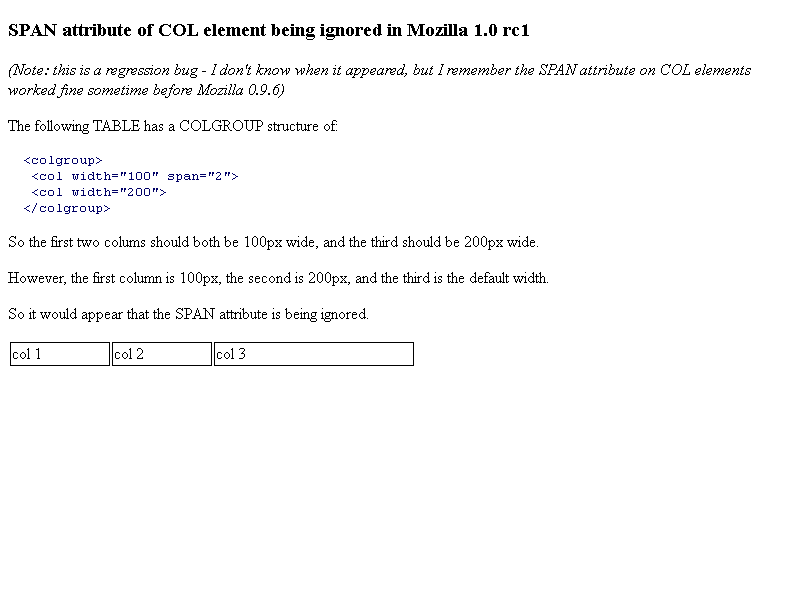 SPAN attribute of COL element being ignored in Mozilla 1.0 rc1
(Note: this is a regression bug - I don't know when it appeared, but I remember the SPAN attribute on COL elements
worked fine sometime before Mozilla 0.9.6)
The following TABLE has a COLGROUP structure of:
<colgroup>
<col width="100" span="2">
<col width="200">
</colgroup>
So the first two colums should both be 100px wide, and the third should be 200px wide.
However, the first column is 100px, the second is 200px, and the third is the default width.
So it would appear that the SPAN attribute is being ignored.
col 1 col 2 col 3